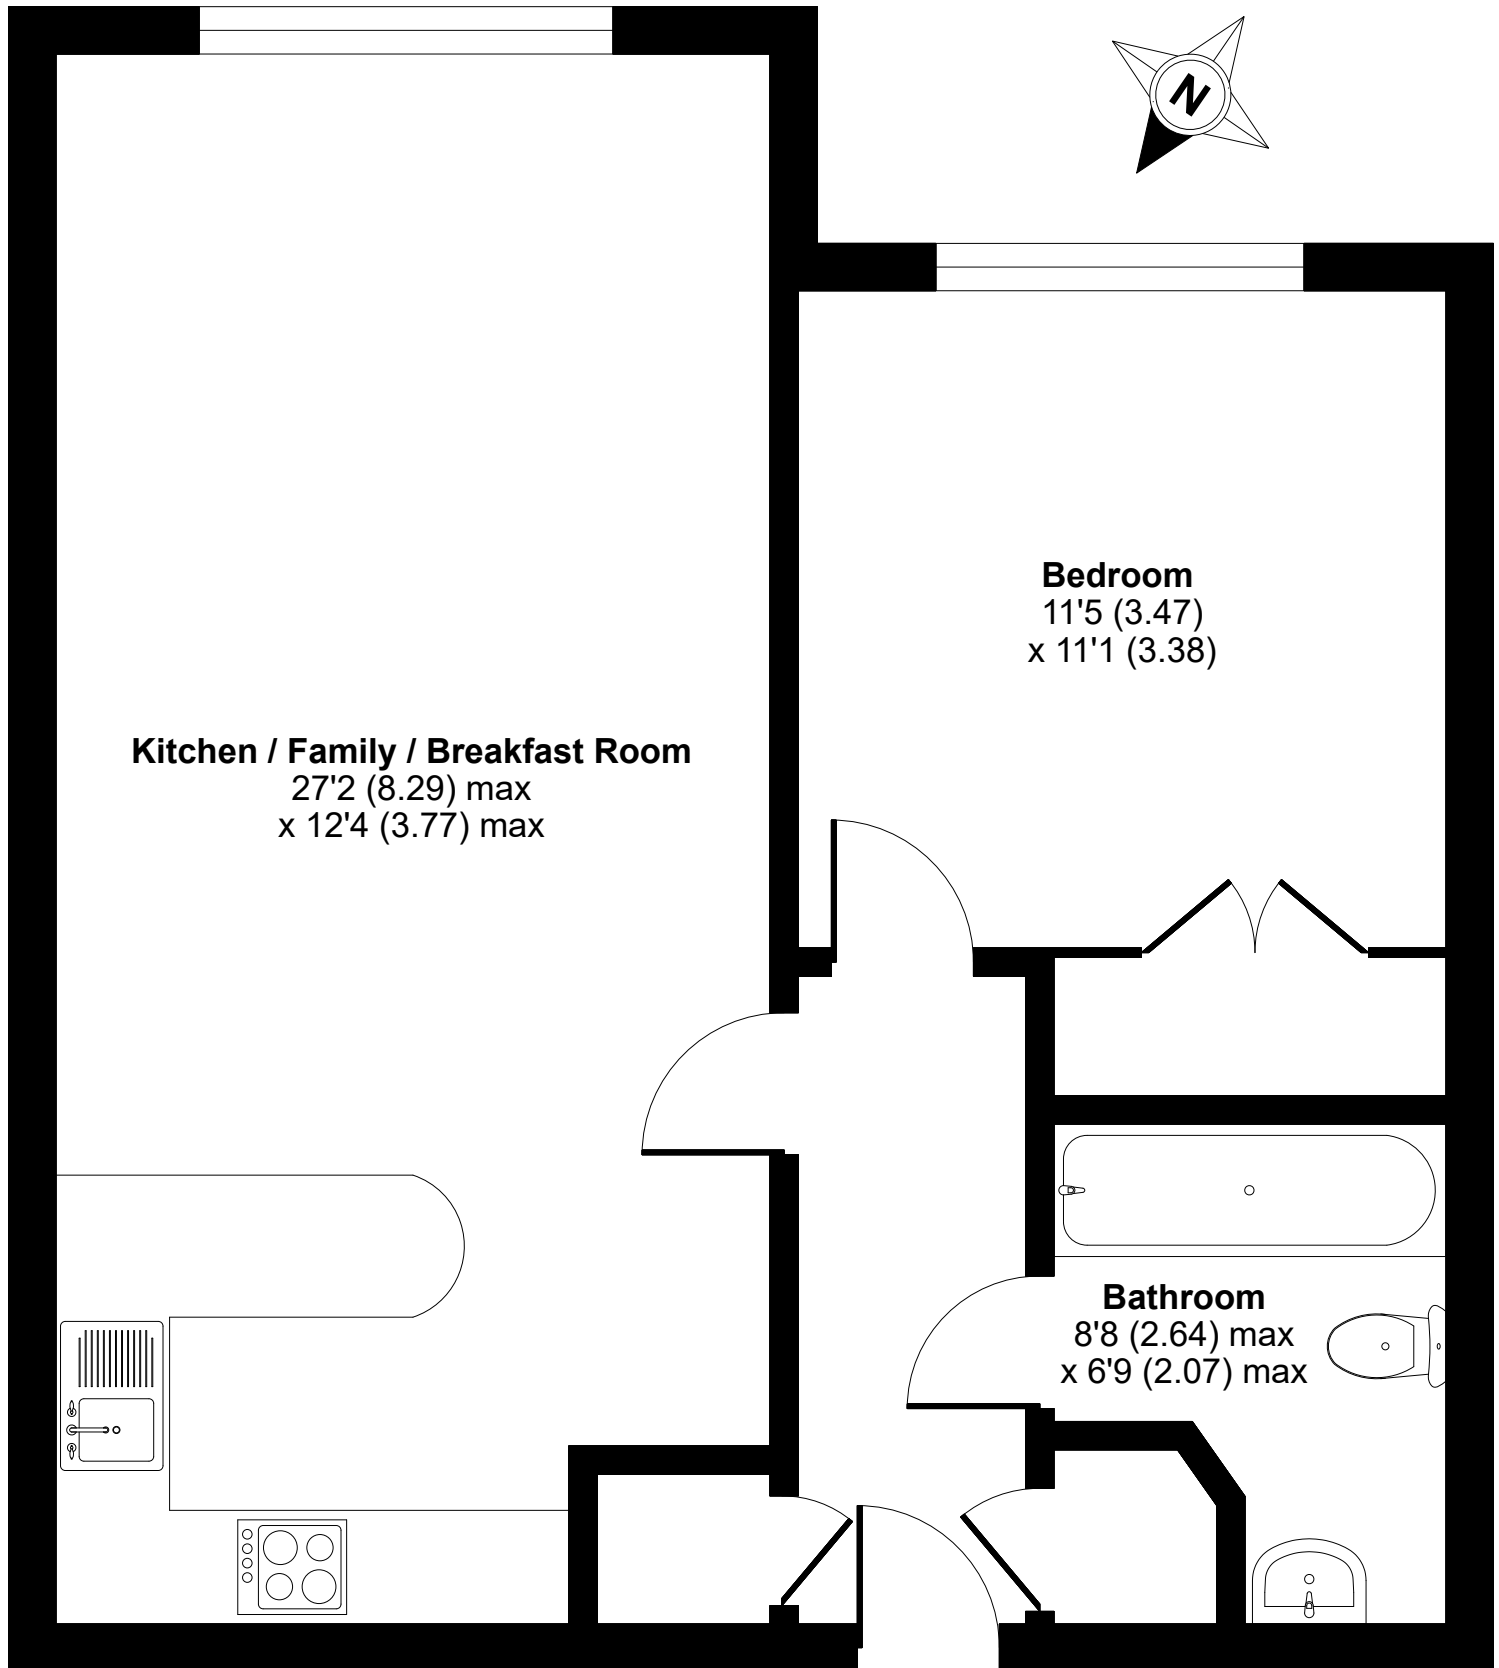 N
Bedroom
11'5 (3.47)
x 11'1 (3.38)
Kitchen / Family / Breakfast Room
27'2 (8.29) max
x 12'4 (3.77) max
Bathroom
8'8 (2.64) max
x 6'9 (2.07) max